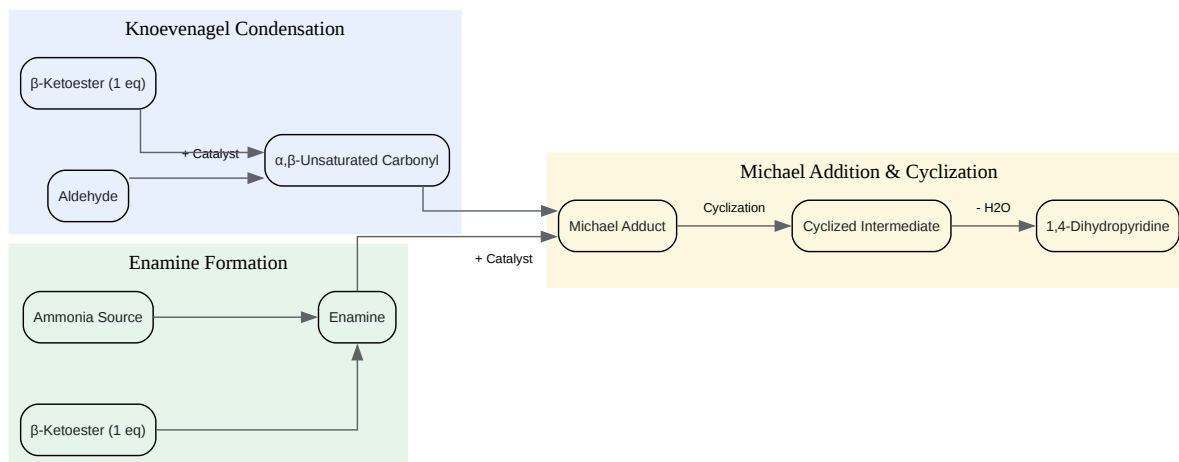 Knoevenagel Condensation
β-Ketoester (1 eq)
+ Catalyst
α,β-Unsaturated Carbonyl
Aldehyde
Enamine Formation
Ammonia Source
Enamine
β-Ketoester (1 eq)
+ Catalyst
Michael Addition & Cyclization
Michael Adduct
Cyclization
Cyclized Intermediate
- H2O
1,4-Dihydropyridine